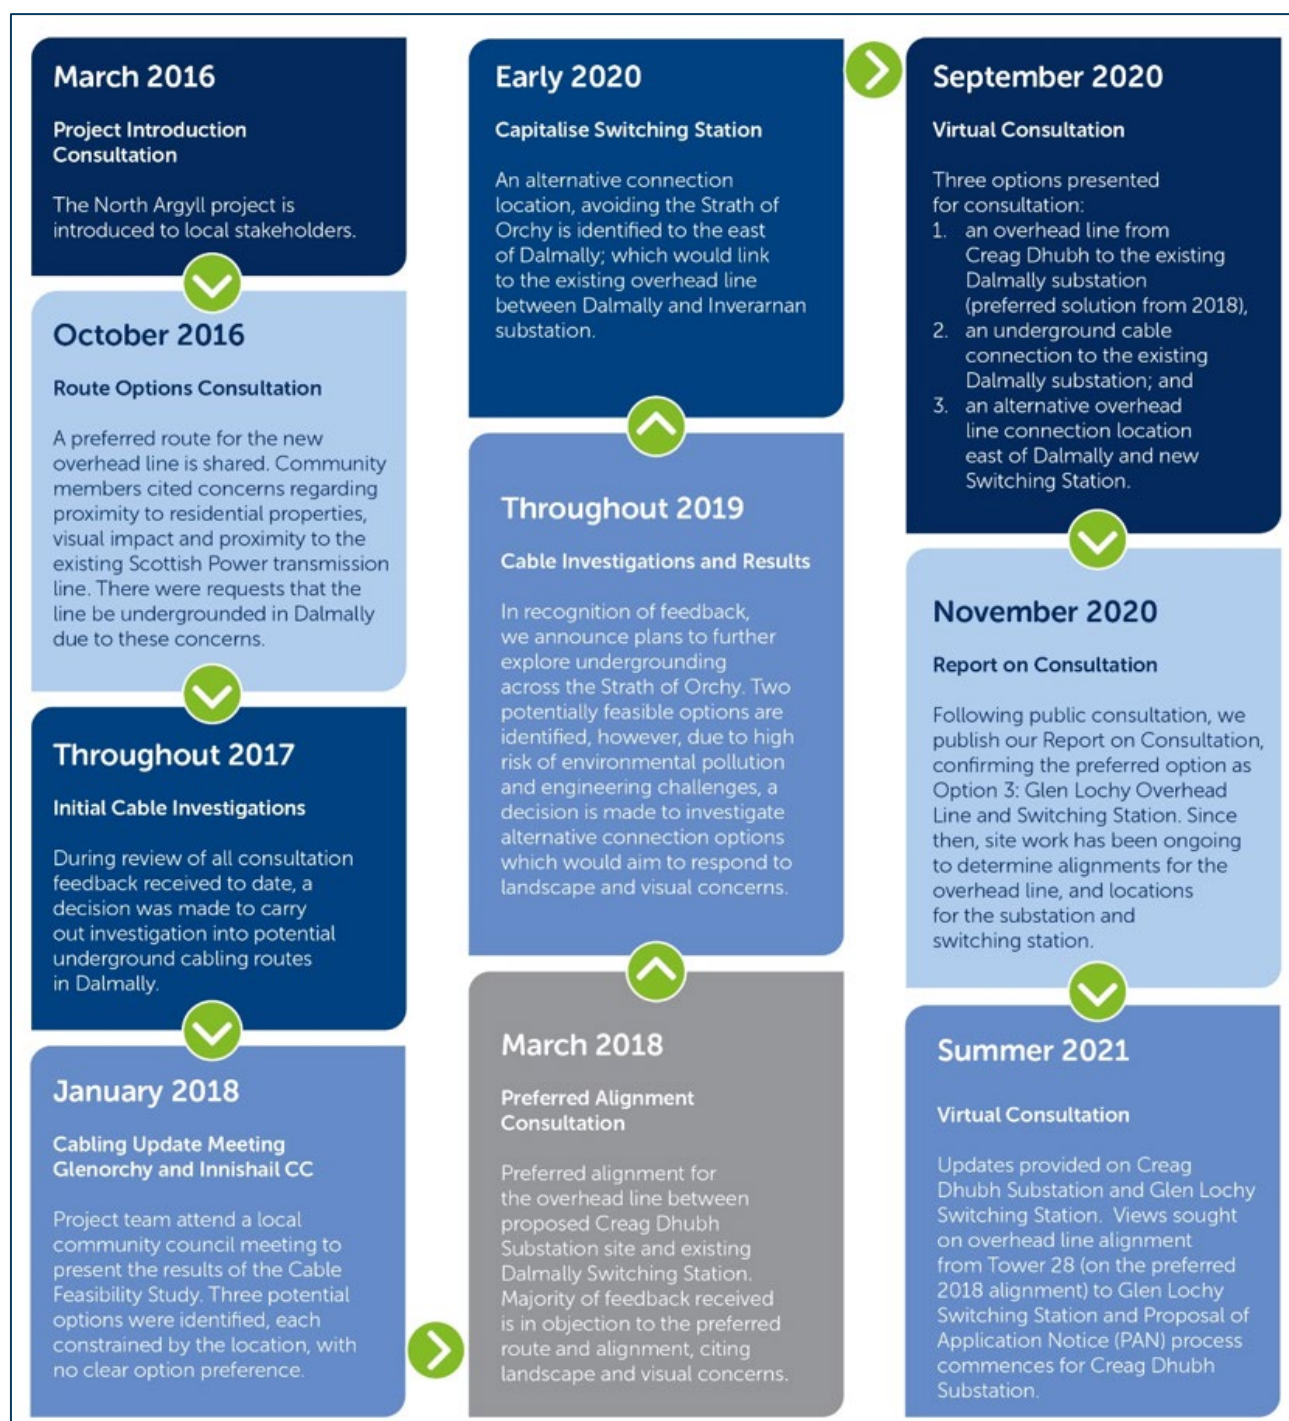 March 2016
Project Introduction
Consultation
The North Argyll project is
introduced to local stakeholders.
October 2016
Route Options Consultation
A preferred route for the new
overhead line is shared. Community
members cited concerns regarding
proximity to residential properties,
visual impact and proximity to the
existing Scottish Power transmission
line. There were requests that the
line be undergrounded in Dalmally
due to these concerns.
Throughout 2017
Initial Cable Investigations
During review of all consultation
feedback received to date, a
decision was made to carry
out investigation into potential
underground cabling routes
in Dalmally.
January 2018
Cabling Update Meeting
Glenorchy and Innishail CC
Project team attend a local
community council meeting to
present the results of the Cable
Feasibility Study. Three potential
options were identified, each
constrained by the location, with
no clear option preference.
March 2018
Preferred Alignment
Consultation
Preferred alignment for
the overhead line between
proposed Creag Dhubh
Substation site and existing
Dalmally Switching Station.
Majority of feedback received
is in objection to the preferred
route and alignment, citing
landscape and visual concerns.
Throughout 2019
Cable Investigations and Results
In recognition of feedback,
we announce plans to further
explore undergrounding
across the Strath of Orchy. Two
potentially feasible options are
identified, however, due to high
risk of environmental pollution
and engineering challenges, a
decision is made to investigate
alternative connection options
which would aim to respond to
landscape and visual concerns.
Early 2020
Capitalise Switching Station
An alternative connection
location, avoiding the Strath of
Orchy is identified to the east
of Dalmally; which would link
to the existing overhead line
between Dalmally and Inverarnan
substation.
September 2020
Virtual Consultation
Three options presented
for consultation:
1. an overhead line from
Creag Dhubh to the existing
Dalmally substation
(preferred solution from 2018),
2. an underground cable
connection to the existing
Dalmally substation; and
3. an alternative overhead
line connection location
east of Dalmally and new
Switching Station.
November 2020
Report on Consultation
Following public consultation, we
publish our Report on Consultation,
confirming the preferred option as
Option 3: Glen Lochy Overhead
Line and Switching Station. Since
then, site work has been ongoing
to determine alignments for the
overhead line, and locations
for the substation and
switching station.
Summer 2021
Virtual Consultation
Updates provided on Creag
Dhubh Substation and Glen Lochy
Switching Station. Views sought
on overhead line alignment
from Tower 28 (on the preferred
2018 alignment) to Glen Lochy
Switching Station and Proposal of
Application Notice (PAN) process
commences for Creag Dhubh
Substation.